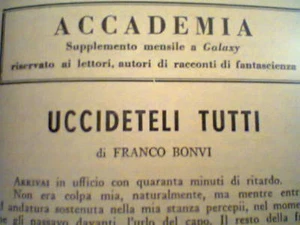 ACCADEMIA
Supplemento mensile a Galaxy
riservato ai lettori, autori di racconti di fantascienza
UCCIDETELI TUTTI
di FRANCO BONVI
ARRIVAI in ufficio con quaranta minuti di ritardo.
Non era colpa mia, naturalmente, ma mentre
andatura sostenuta nella mia stanza percepii, nel
gli passavo davanti, l'urlo del capo. Il resto della